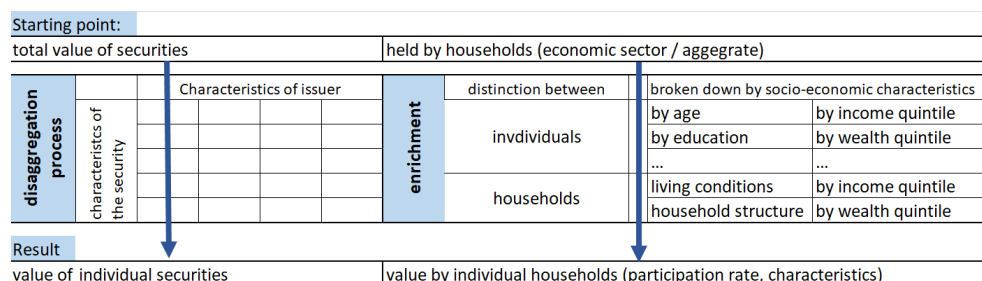 Starting point:
total value of securities held by households (economic sector / aggegrate)
disaggregation process
characteristcs of the security
Characteristics of issuer
enrichment
distinction between broken down by socio-economic characteristics
invdividuals
by age by income quintile
by education by wealth quintile
... ...
households
living conditions by income quintile
household structure by wealth quintile
Result
value of individual securities value by individual households (participation rate, characteristics)